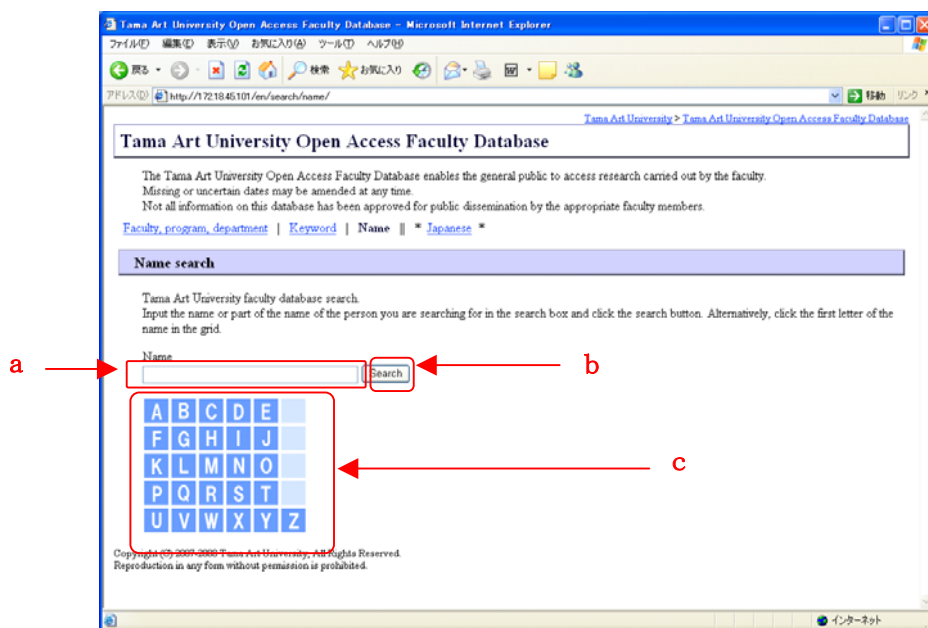 Tama Art University Open Access Faculty Database - Microsoft Internet Explorer
ファイル(F) 編集(E) 表示(V) お気に入り(A) ツール(T) ヘルプ(H)
戻る 検索 お気に入り
アドレス(D) http://172.18.45.101/en/search/name/ 移動 リンク
Tama Art University > Tama Art University Open Access Faculty Database
Tama Art University Open Access Faculty Database
The Tama Art University Open Access Faculty Database enables the general public to access research carried out by the faculty.
Missing or uncertain dates may be amended at any time.
Not all information on this database has been approved for public dissemination by the appropriate faculty members.
Faculty, program, department | Keyword | Name || * Japanese *
Name search
Tama Art University faculty database search.
Input the name or part of the name of the person you are searching for in the search box and click the search button. Alternatively, click the first letter of the
name in the grid.
Name
a Search b
A B C D E
F G H I J
K L M N O
c
P Q R S T
U V W X Y Z
Copyright (C) 2007-2008 Tama Art University, All Rights Reserved.
Reproduction in any form without permission is prohibited.
インターネット